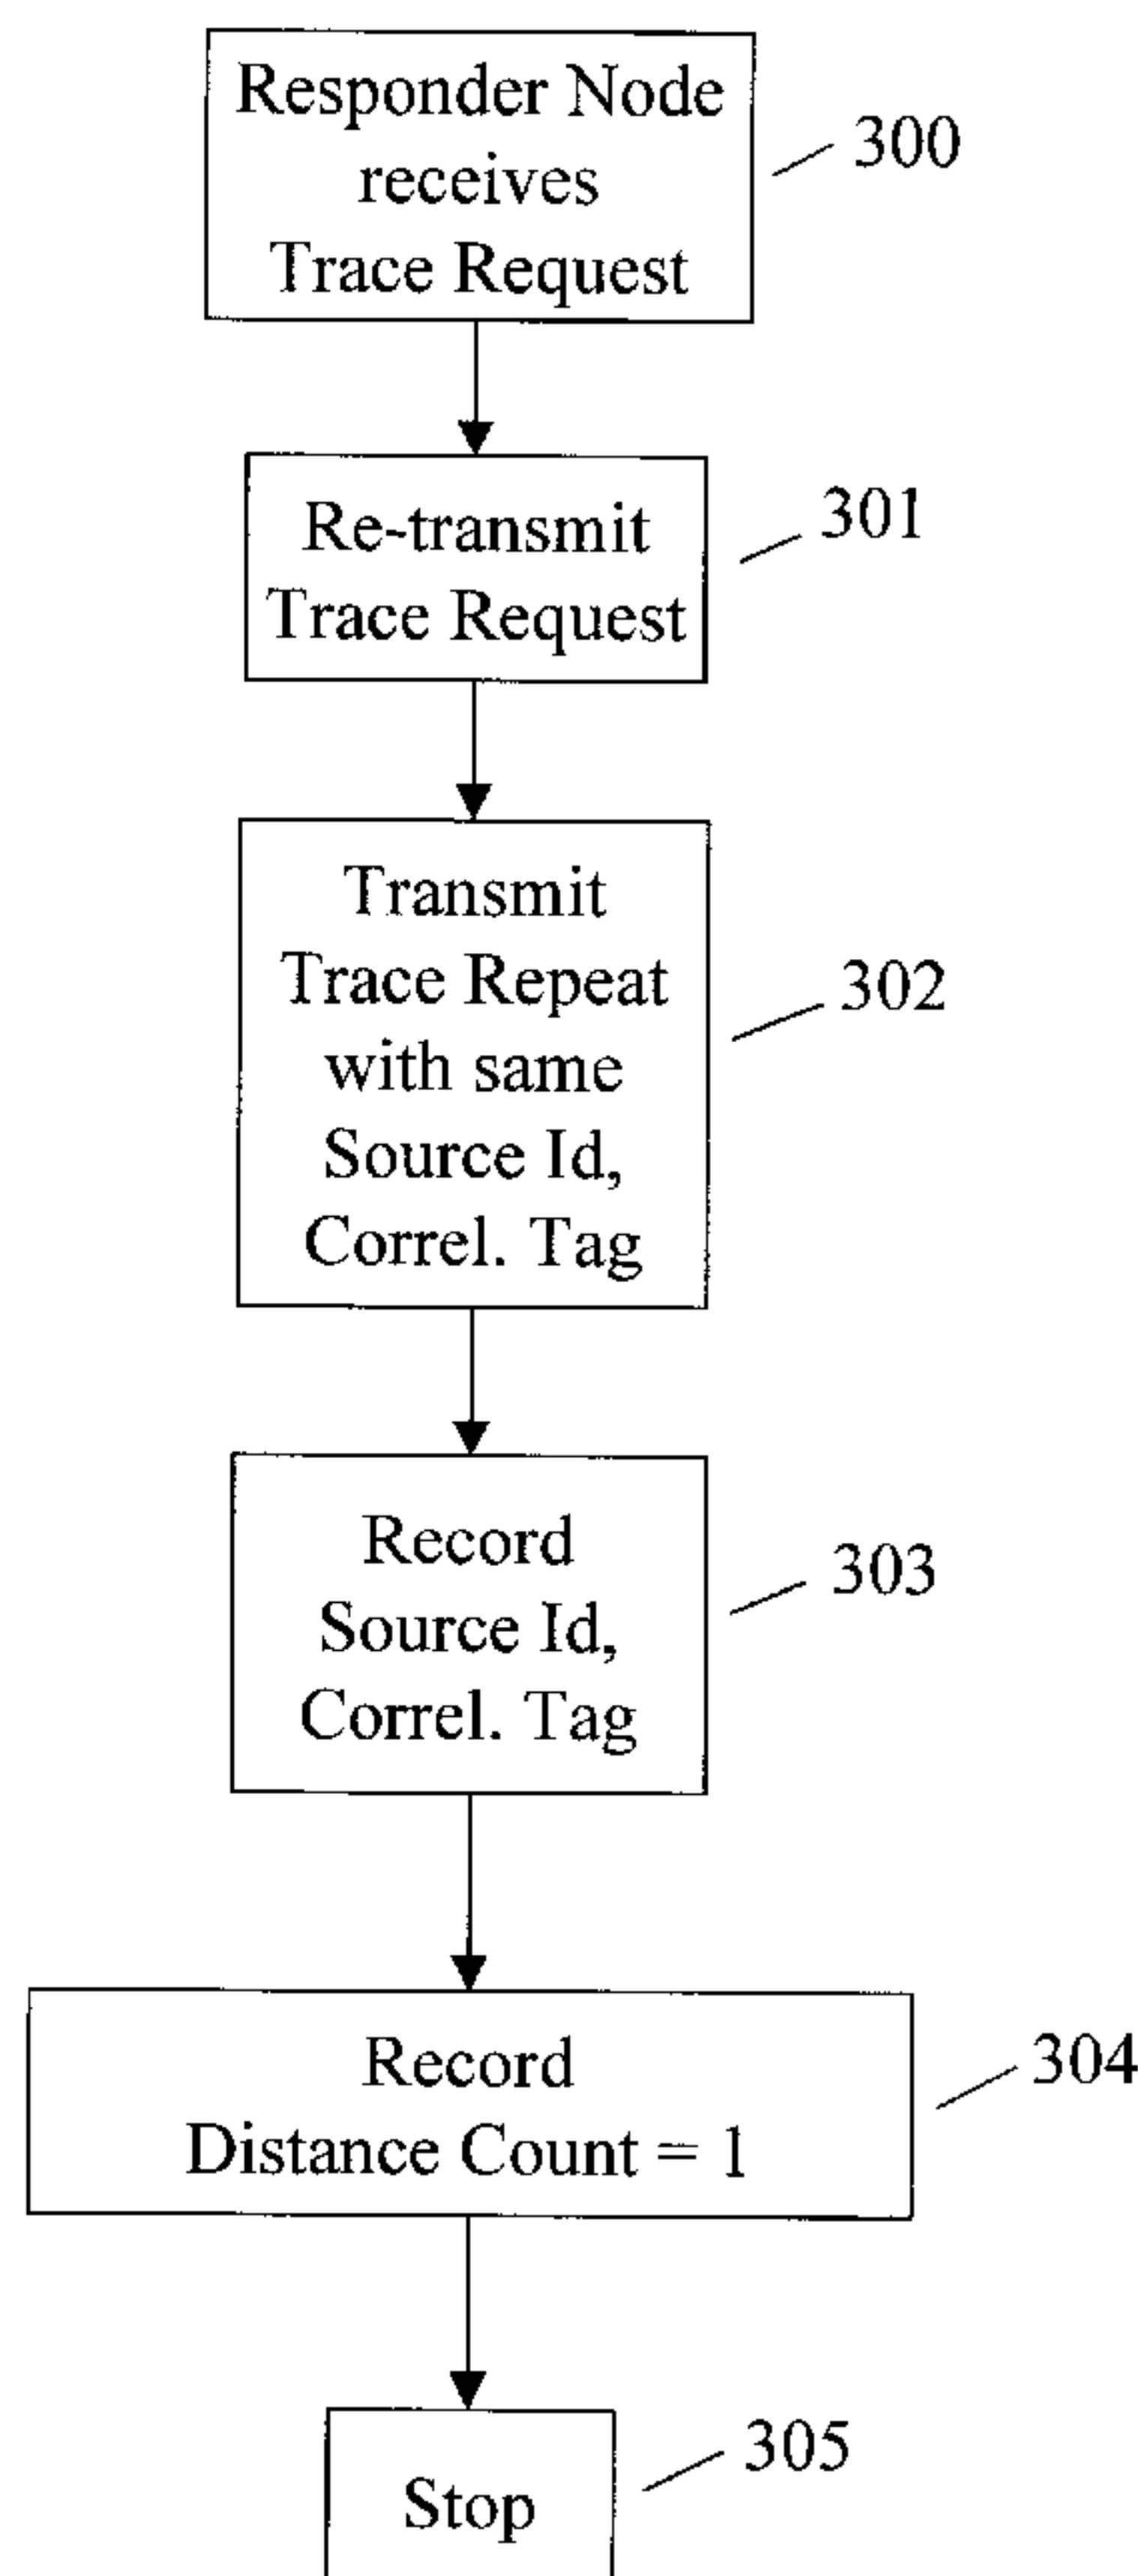 Responder Node
receives
Trace Request
300
Re-transmit
Trace Request
301
Transmit
Trace Repeat
with same
Source Id,
Correl. Tag
302
Record
Source Id,
Correl. Tag
303
Record
Distance Count = 1
304
Stop
305